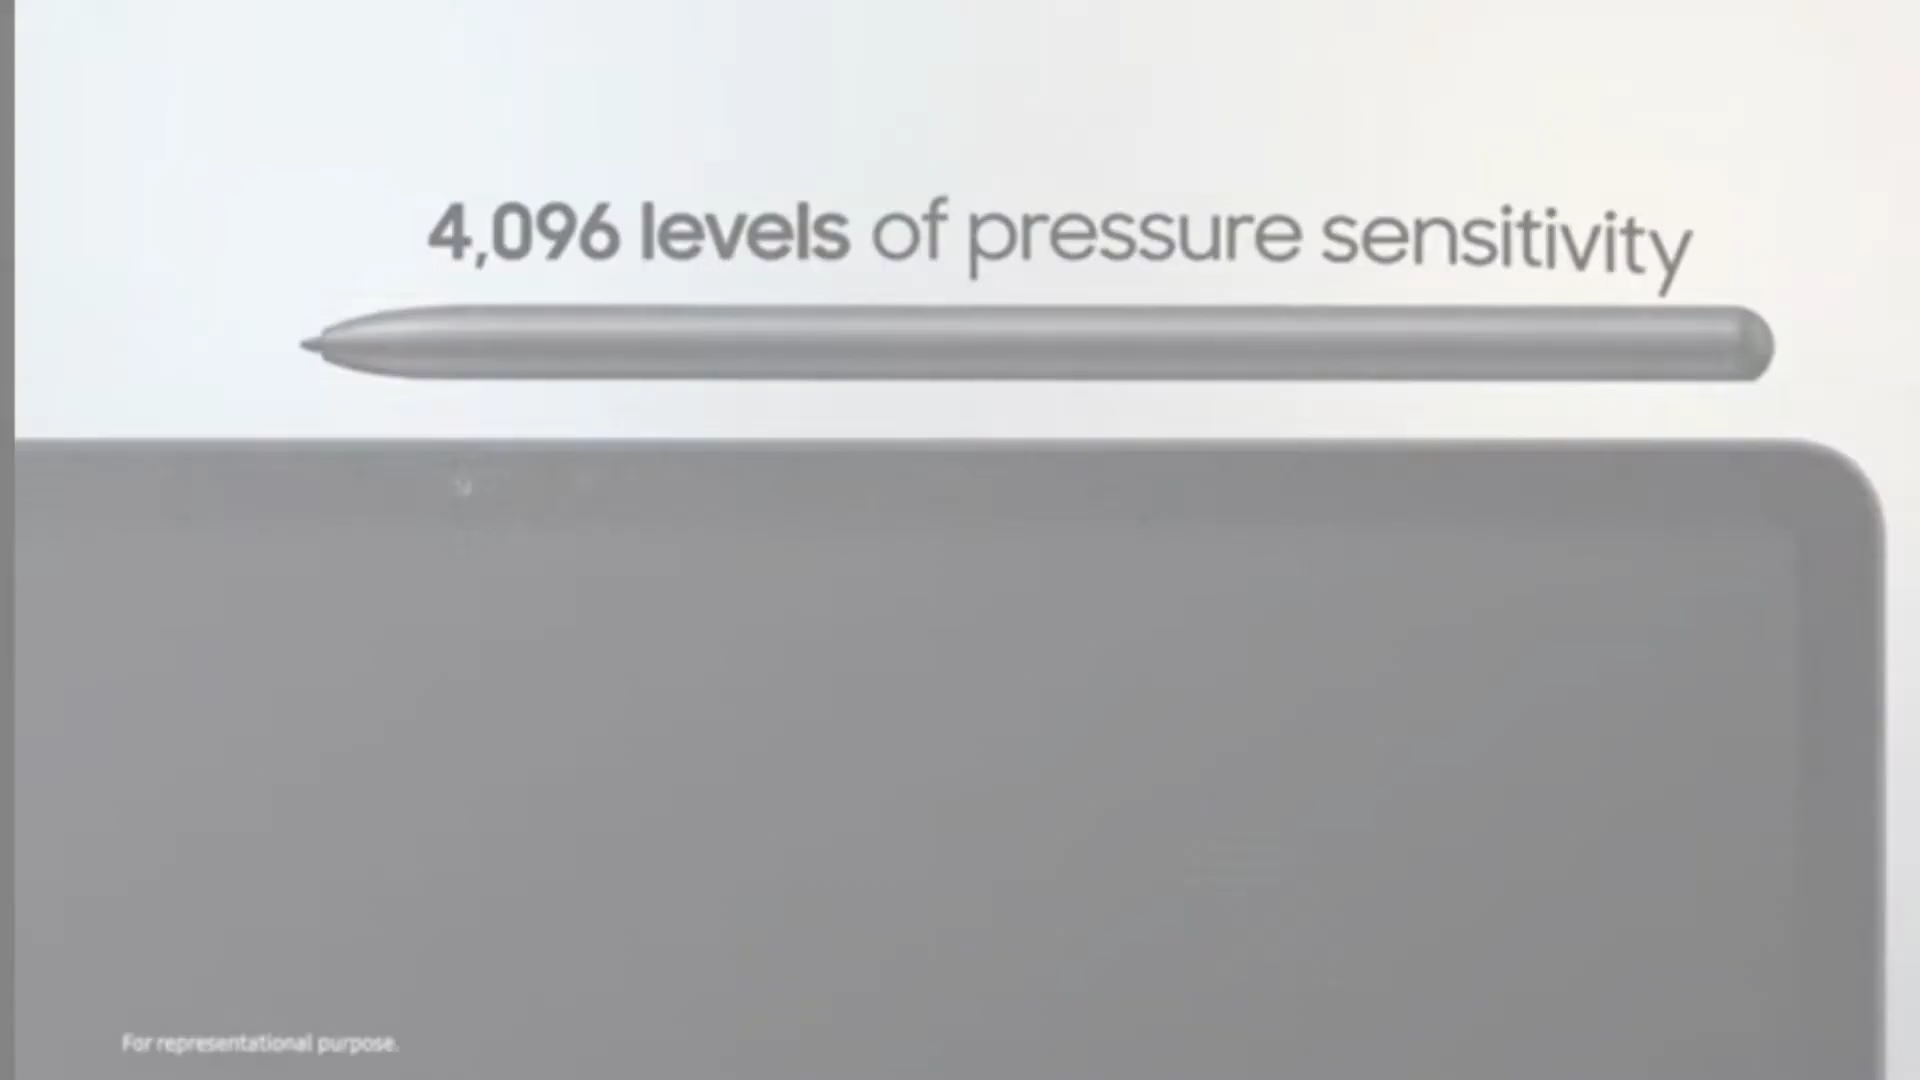 4,096 levels of pressure sensitivity
For representational purpose.